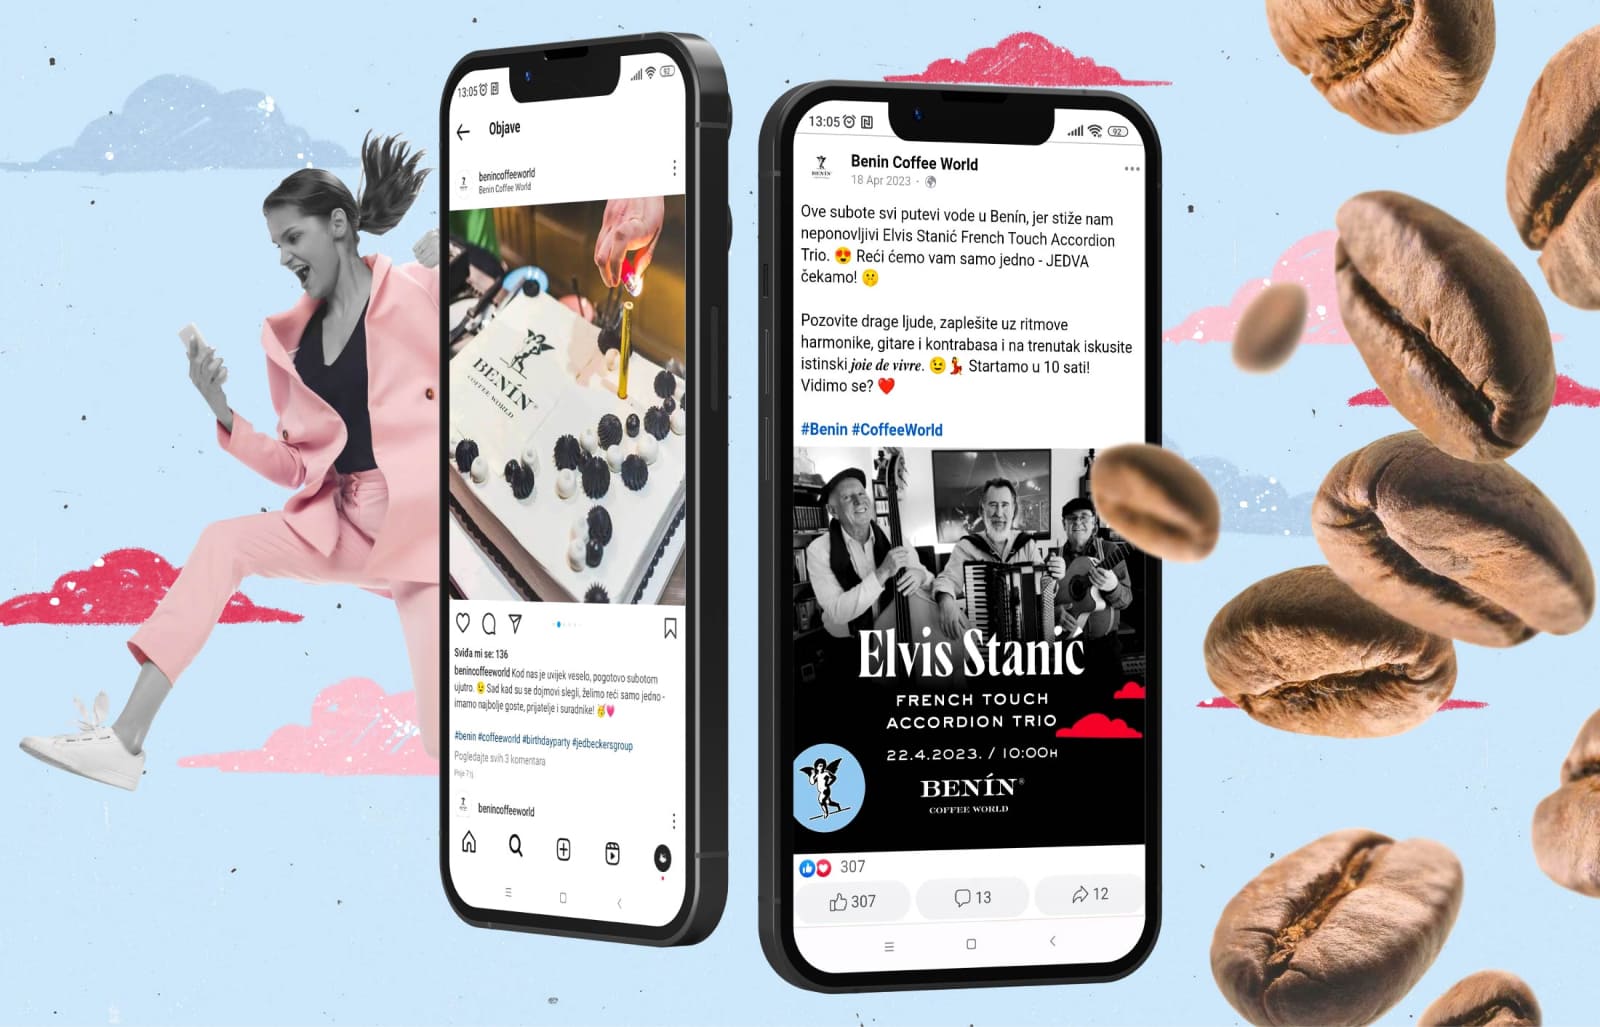 13:05
92
Objave
benincoffeeworld
Benin Coffee World
BENÍN®
COFFEE WORLD
Sviđa mi se: 136
benincoffeeworld Kod nas je uvijek veselo, pogotovo subotom
ujutro. 😉 Sad kad su se dojmovi slegli, želimo reći samo jedno -
imamo najbolje goste, prijatelje i suradnike! 🥳💗
#benin #coffeeworld #birthdayparty #jedbeckersgroup
Pogledajte svih 3 komentara
benincoffeeworld
13:05
92
BENÍN
Benin Coffee World
18 Apr 2023 ·
Ove subote svi putevi vode u Benín, jer stiže nam
neponovljivi Elvis Stanić French Touch Accordion
Trio. 😍 Reći ćemo vam samo jedno - JEDVA
čekamo! 🤫
Pozovite drage ljude, zaplešite uz ritmove
harmonike, gitare i kontrabasa i na trenutak iskusite
istinski joie de vivre. 😉💃 Startamo u 10 sati!
Vidimo se? ❤️
#Benin #CoffeeWorld
Elvis Stanić
FRENCH TOUCH
ACCORDION TRIO
22.4.2023. / 10:00H
BENÍN®
COFFEE WORLD
307
307
13
12